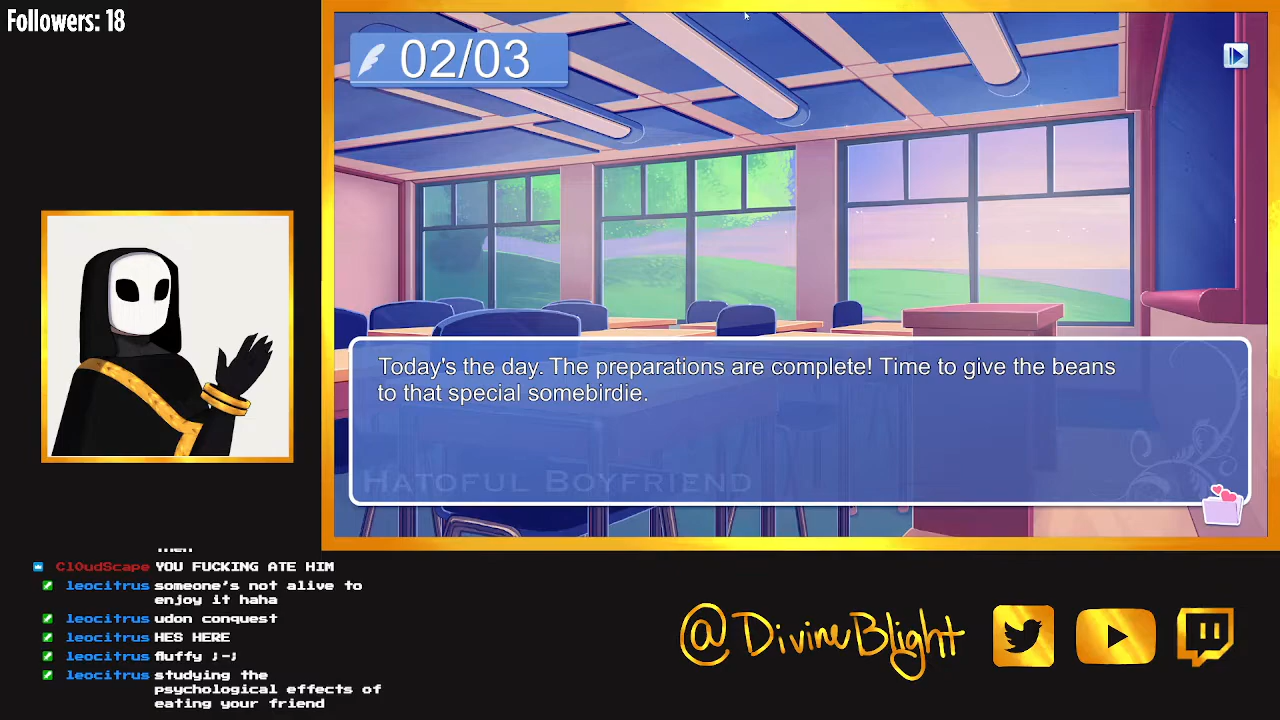 Followers: 18
02/03
Today's the day. The preparations are complete! Time to give the beans
to that special somebirdie.
HATOFUL BOYFRIEND
Cl0udScape YOU FUCKING ATE HIM
leocitrus someone's not alive to
enjoy it haha
leocitrus udon conquest
leocitrus HES HERE
leocitrus fluffy ;-;
leocitrus studying the
psychological effects of
eating your friend
@DivineBlight